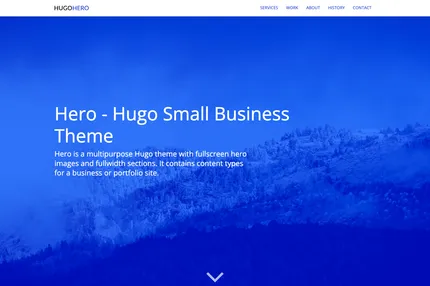 HUGOHERO
SERVICES WORK ABOUT HISTORY CONTACT
Hero - Hugo Small Business
Theme
Hero is a multipurpose Hugo theme with fullscreen hero
images and fullwidth sections. It contains content types
for a business or portfolio site.